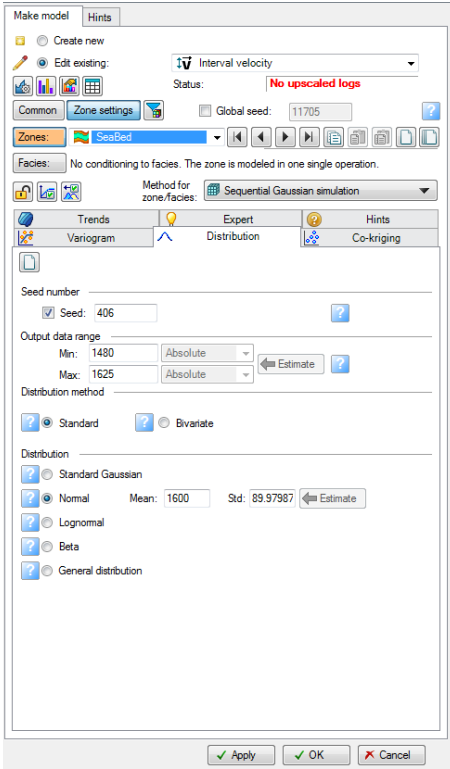 Make model Hints
Create new
Edit existing: Interval velocity
Status: No upscaled logs
Common Zone settings Global seed: 11705 ?
Zones: SeaBed
Facies: No conditioning to facies. The zone is modeled in one single operation.
Method for
zone/facies: Sequential Gaussian simulation
Trends Expert ? Hints
Variogram Distribution Co-kriging
Seed number
Seed: 406 ?
Output data range
Min: 1480 Absolute
Estimate ?
Max: 1625 Absolute
Distribution method
? Standard ? Bivariate
Distribution
? Standard Gaussian
? Normal Mean: 1600 Std: 89.97987 Estimate
? Lognormal
? Beta
? General distribution
Apply OK Cancel